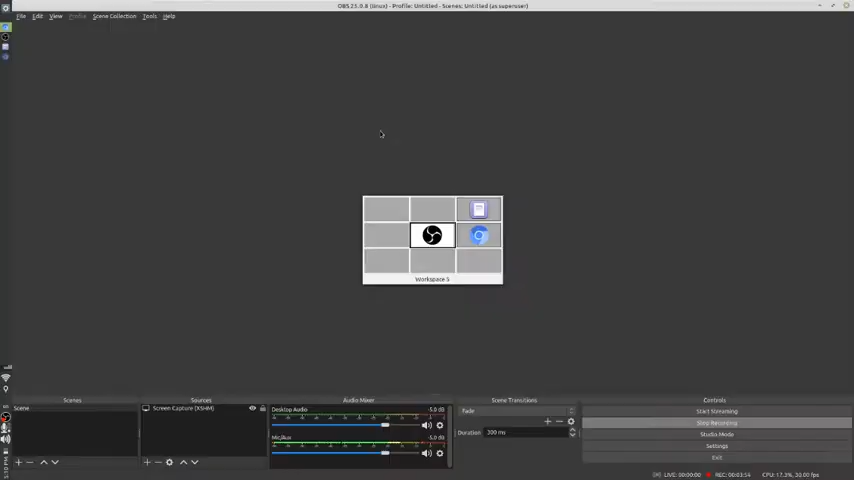 OBS 25.0.8 (linux) - Profile: Untitled - Scenes: Untitled (as superuser)
File Edit View Profile Scene Collection Tools Help
Workspace 5
Scenes
Sources
Audio Mixer
Scene Transitions
Controls
Scene
Screen Capture (XSHM)
Desktop Audio
-5.0 dB
Mic/Aux
-5.0 dB
Fade
Duration
300 ms
Start Streaming
Stop Recording
Studio Mode
Settings
Exit
LIVE: 00:00:00
REC: 00:03:54
CPU: 17.3%, 30.00 fps